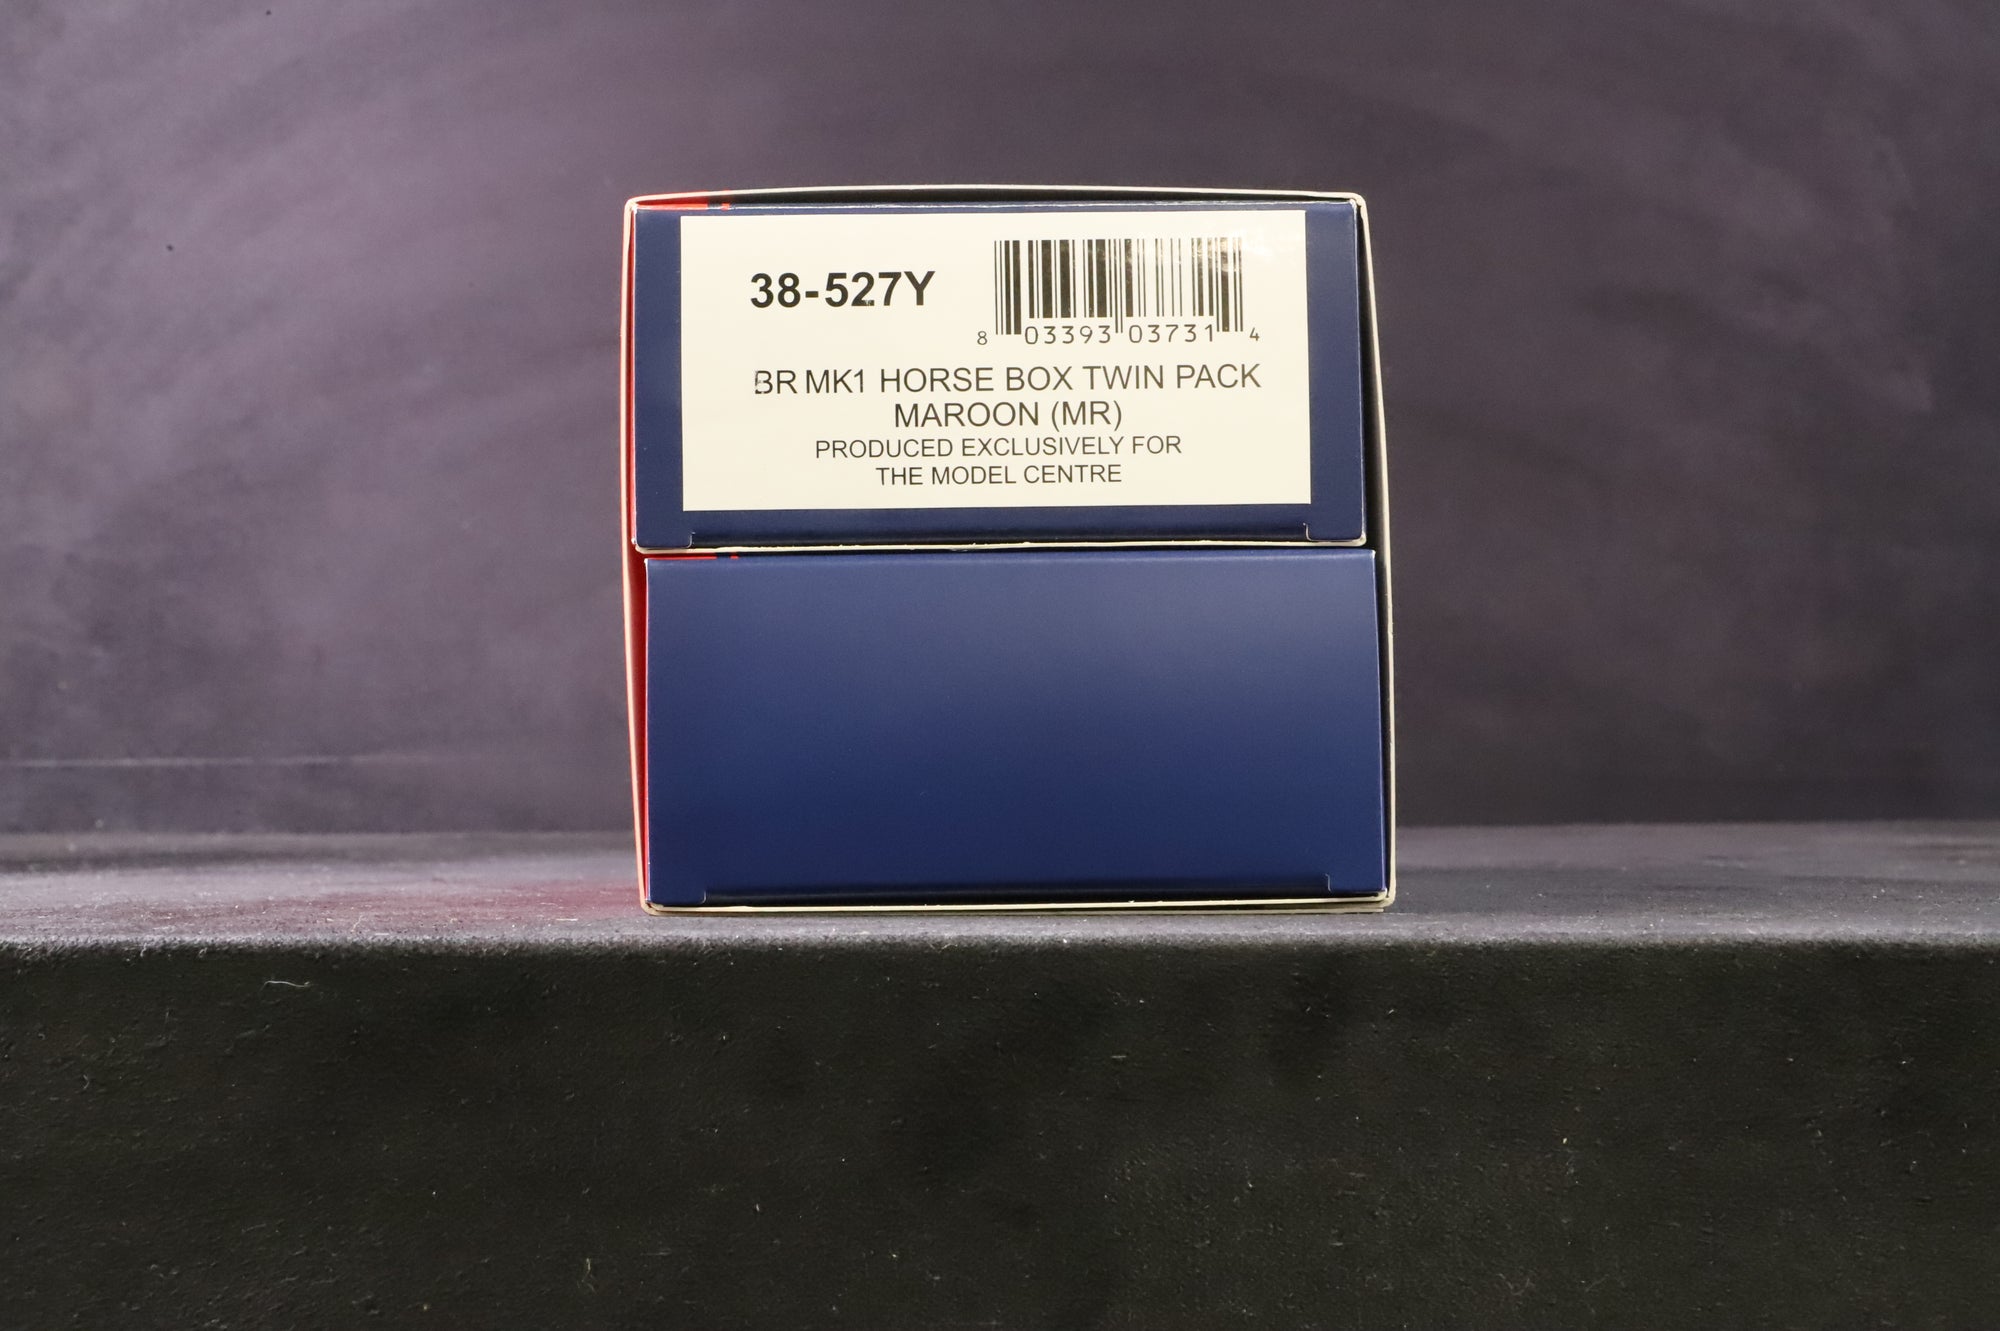 38-527Y
8 03393 03731 4
BR MK1 HORSE BOX TWIN PACK
MAROON (MR)
PRODUCED EXCLUSIVELY FOR
THE MODEL CENTRE